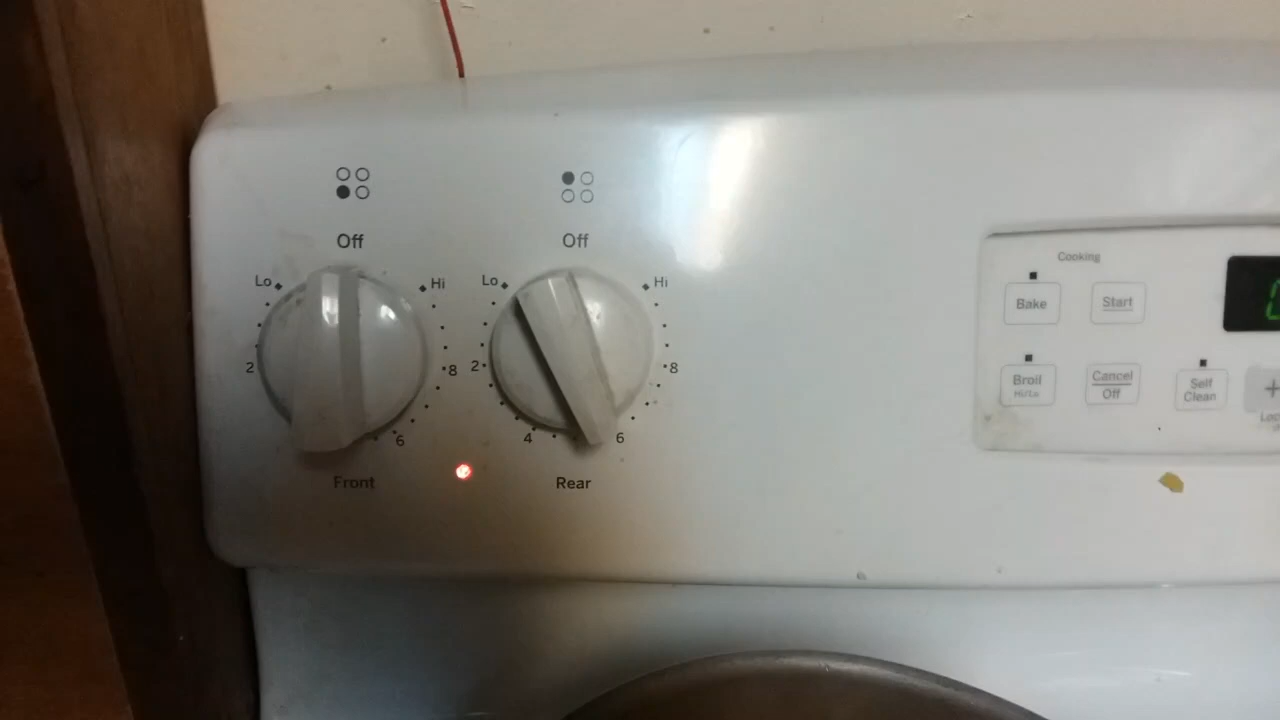 Off
Off
Lo
Hi
Lo
Hi
2
8
2
8
6
4
6
Front
Rear
Cooking
Bake
Start
Broil
Hi/Lo
Cancel
Off
Self
Clean
+